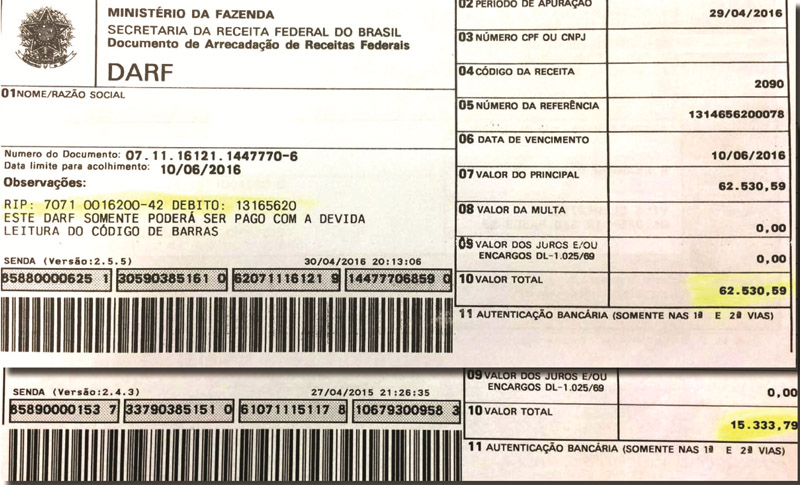 MINISTÉRIO DA FAZENDA
SECRETARIA DA RECEITA FEDERAL DO BRASIL
Documento de Arrecadação de Receitas Federais
DARF
01 NOME/RAZÃO SOCIAL
Numero do Documento: 07.11.16121.1447770-6
Data limite para acolhimento: 10/06/2016
Observações:
RIP: 7071 0016200-42 DEBITO: 13165620
ESTE DARF SOMENTE PODERÁ SER PAGO COM A DEVIDA
LEITURA DO CÓDIGO DE BARRAS
SENDA (Versão:2.5.5) 30/04/2016 20:13:06
85880000625 1 30590385161 0 62071116121 9 14477706859 0
02 PERÍODO DE APURAÇÃO 29/04/2016
03 NÚMERO CPF OU CNPJ
04 CÓDIGO DA RECEITA 2090
05 NÚMERO DA REFERÊNCIA 1314656200078
06 DATA DE VENCIMENTO 10/06/2016
07 VALOR DO PRINCIPAL 62.530,59
08 VALOR DA MULTA 0,00
09 VALOR DOS JUROS E/OU
ENCARGOS DL-1.025/69 0,00
10 VALOR TOTAL 62.530,59
11 AUTENTICAÇÃO BANCÁRIA (SOMENTE NAS 1ª E 2ª VIAS)
SENDA (Versão:2.4.3) 27/04/2015 21:26:35
85890000153 7 33790385151 0 61071115117 8 10679300958 3
09 VALOR DOS JUROS E/OU
ENCARGOS DL-1.025/69 0,00
10 VALOR TOTAL 15.333,79
11 AUTENTICAÇÃO BANCÁRIA (SOMENTE NAS 1ª E 2ª VIAS)